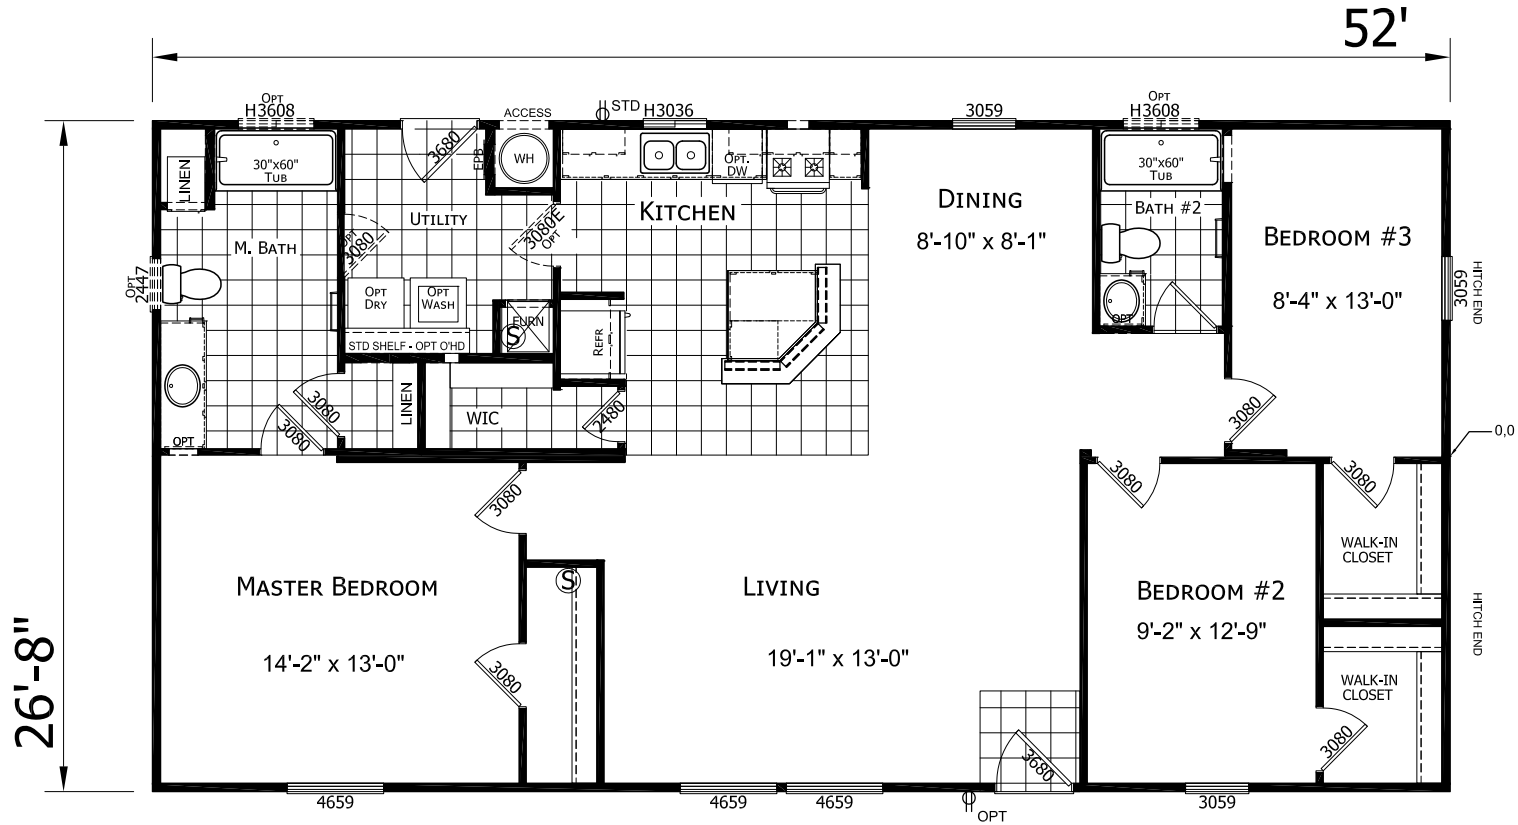 52'
OPT
H3608
ACCESS
STD
H3036
3059
OPT
H3608
LINEN
30"x60"
TUB
3680
EPB
WH
OPT.
DW
30"x60"
TUB
M. BATH
UTILITY
KITCHEN
DINING
8'-10" x 8'-1"
BATH #2
BEDROOM #3
8'-4" x 13'-0"
OPT
2447
OPT
3080
3080E
OPT
OPT
DRY
OPT
WASH
FURN
S
REFR
STD SHELF - OPT O'HD
OPT
3059
HITCH END
3080
LINEN
WIC
2480
3080
OPT
3080
0,0
3080
3080
3080
WALK-IN
CLOSET
MASTER BEDROOM
14'-2" x 13'-0"
S
LIVING
19'-1" x 13'-0"
BEDROOM #2
9'-2" x 12'-9"
HITCH END
3080
WALK-IN
CLOSET
3080
3680
26'-8"
4659
4659
4659
OPT
3059